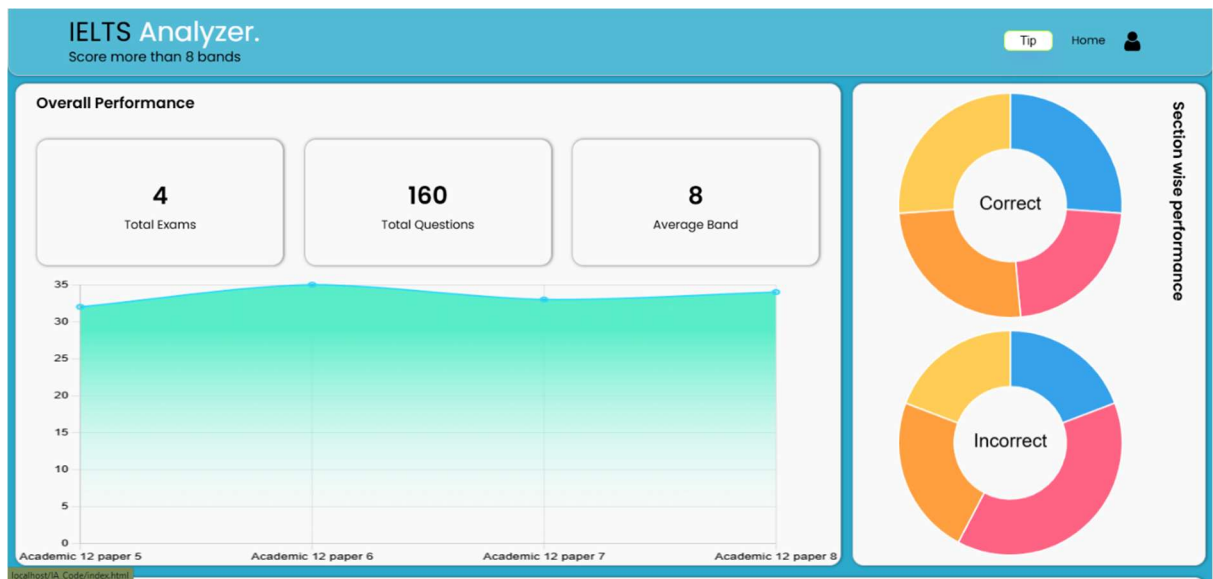 IELTS Analyzer.
Score more than 8 bands
Tip
Home
Overall Performance
4
Total Exams
160
Total Questions
8
Average Band
35
30
25
20
15
10
5
0
Academic 12 paper 5
Academic 12 paper 6
Academic 12 paper 7
Academic 12 paper 8
Correct
Incorrect
Section wise performance
localhost/IA_Code/index.html